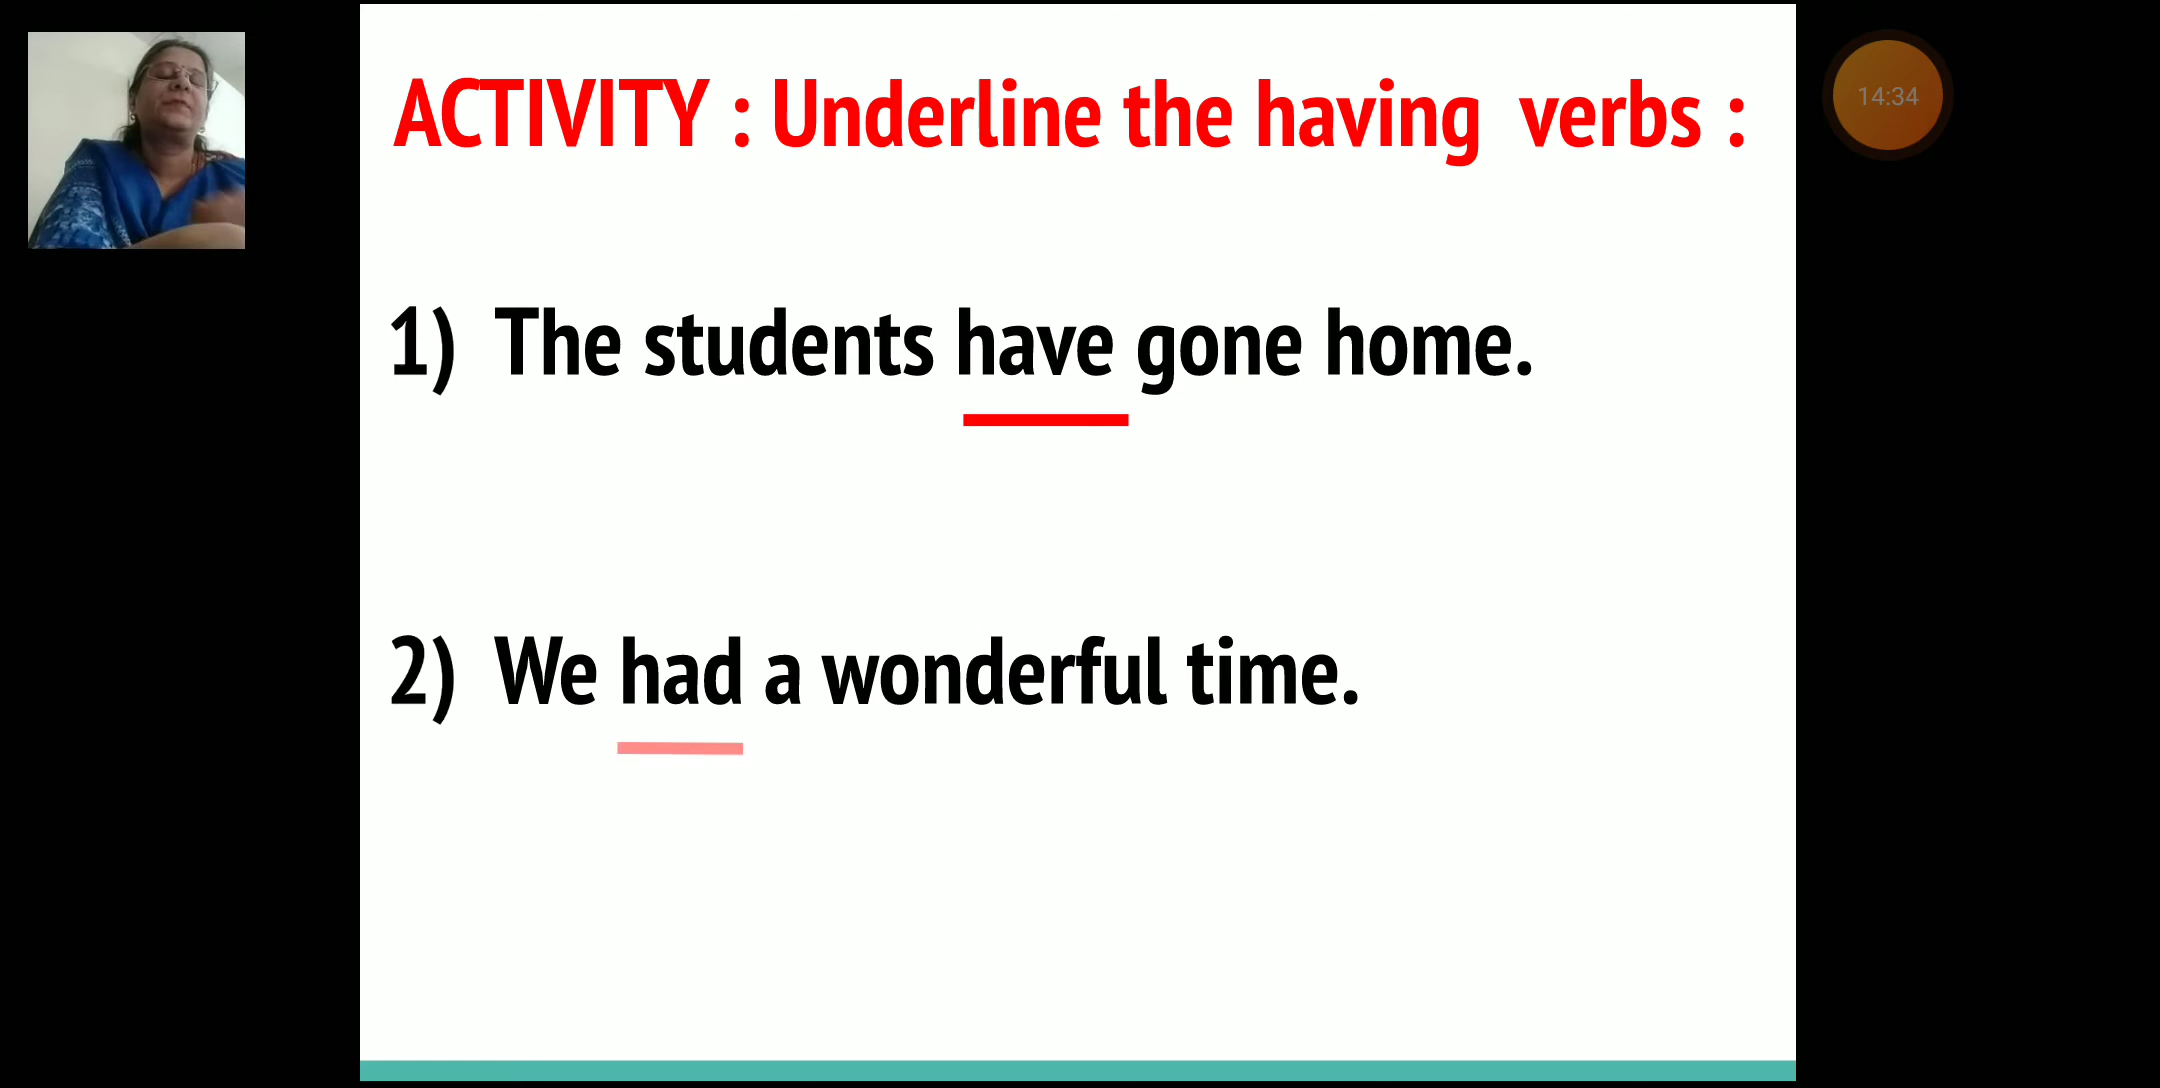 ACTIVITY : Underline the having verbs :
14:34
1) The students have gone home.
2) We had a wonderful time.